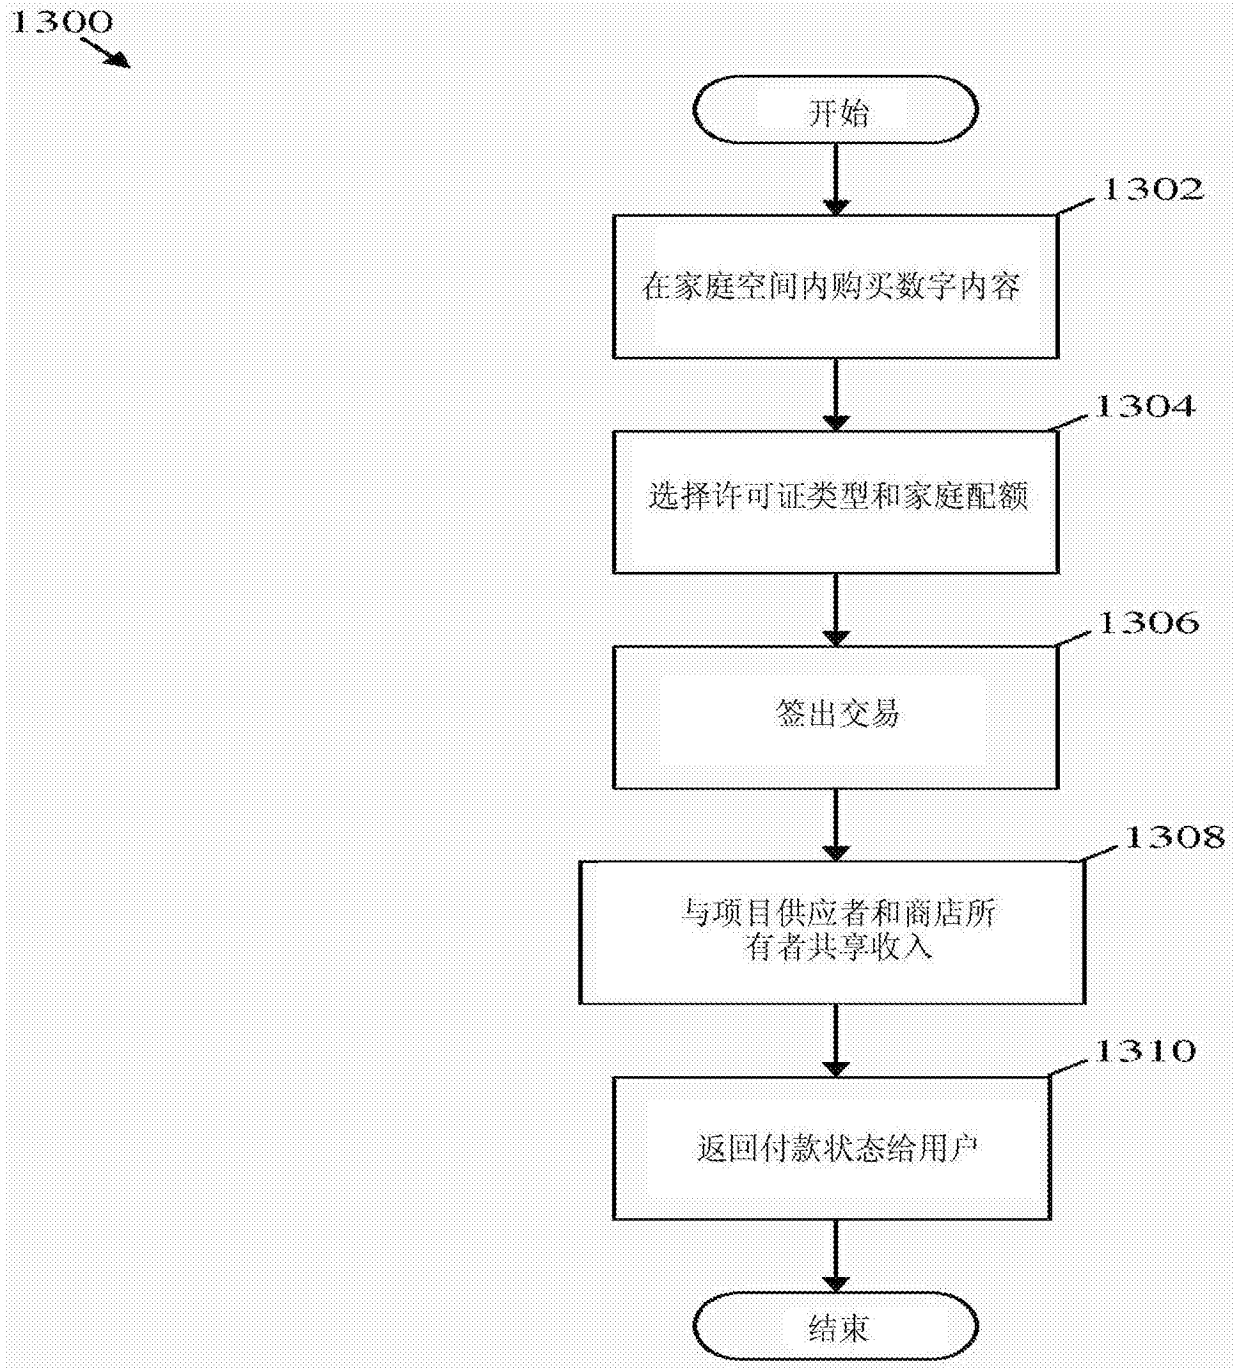 1300
开始
1302
在家庭空间内购买数字内容
1304
选择许可证类型和家庭配额
1306
签出交易
1308
与项目供应者和商店所
有者共享收入
1310
返回付款状态给用户
结束